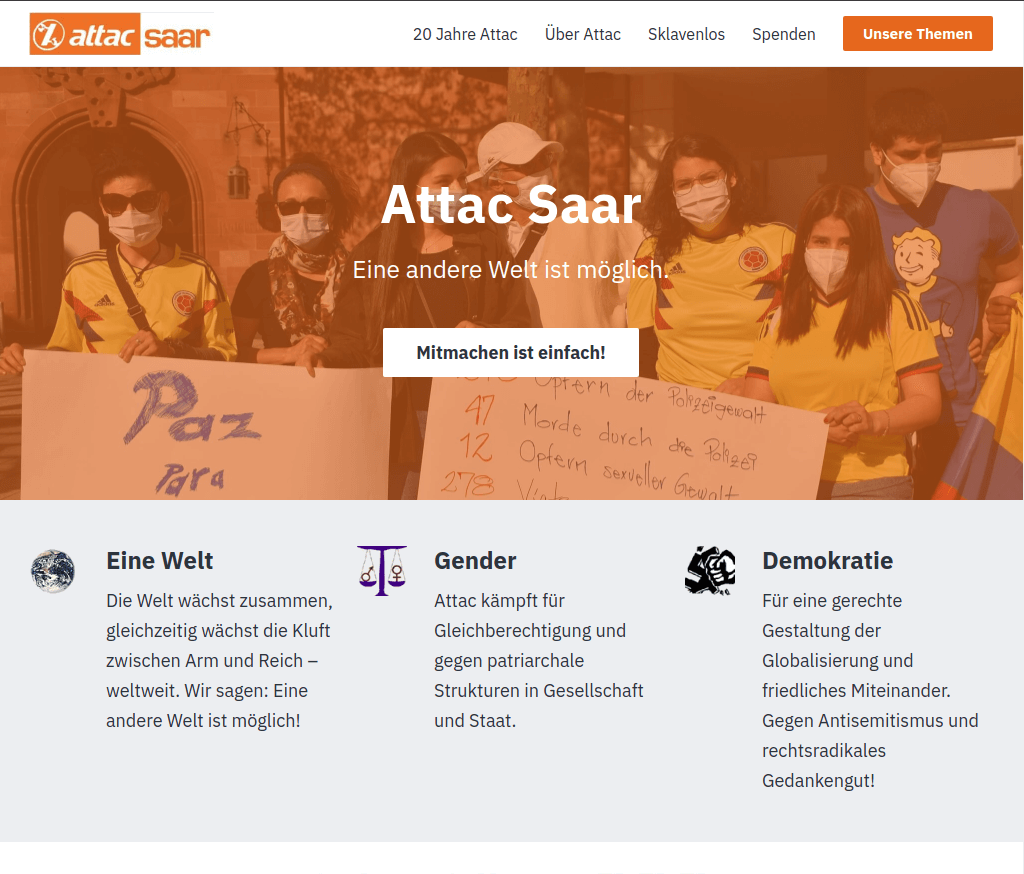 attac saar
20 Jahre Attac Über Attac Sklavenlos Spenden Unsere Themen
Attac Saar
Eine andere Welt ist möglich.
Mitmachen ist einfach!
Paz
Para
Opfern der Polizeigewalt
47 Morde durch die Polizei
12 Opfern sexueller Gewalt
278
Eine Welt
Die Welt wächst zusammen,
gleichzeitig wächst die Kluft
zwischen Arm und Reich –
weltweit. Wir sagen: Eine
andere Welt ist möglich!
Gender
Attac kämpft für
Gleichberechtigung und
gegen patriarchale
Strukturen in Gesellschaft
und Staat.
Demokratie
Für eine gerechte
Gestaltung der
Globalisierung und
friedliches Miteinander.
Gegen Antisemitismus und
rechtsradikales
Gedankengut!